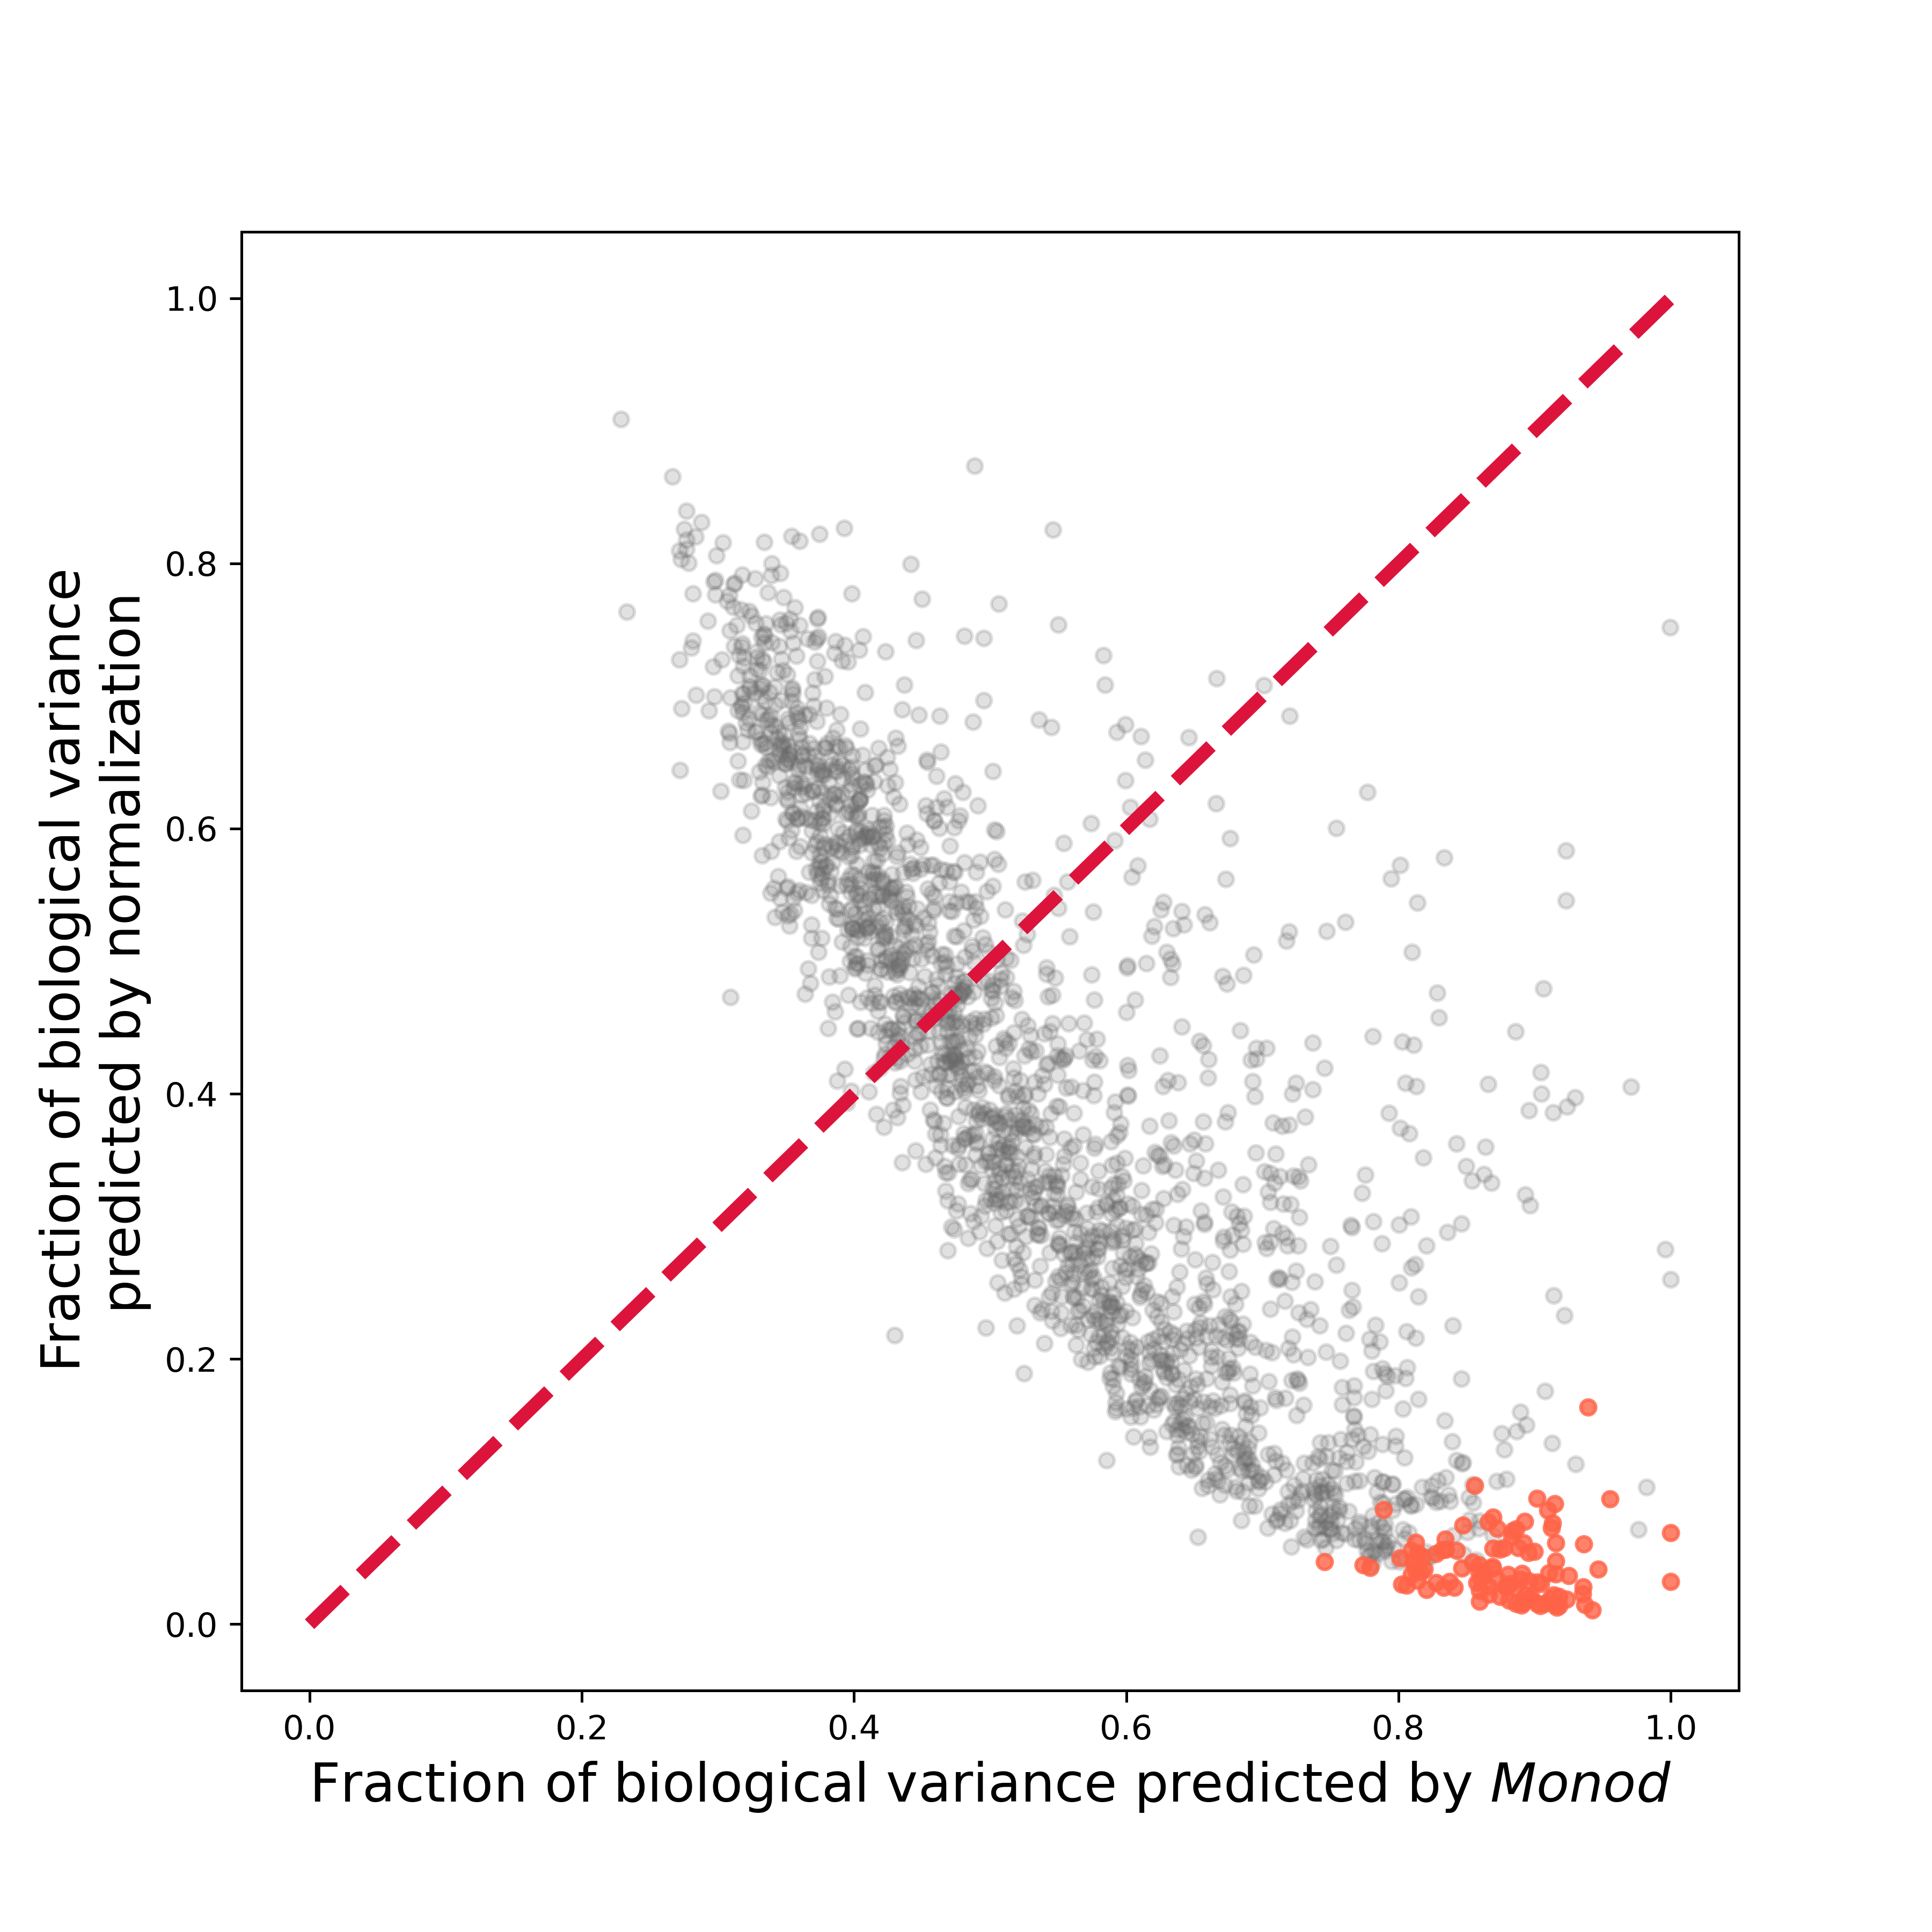 Fraction of biological variance
predicted by normalization
1.0
0.8
0.6
0.4
0.2
0.0
0.0 0.2 0.4 0.6 0.8 1.0
Fraction of biological variance predicted by Monod